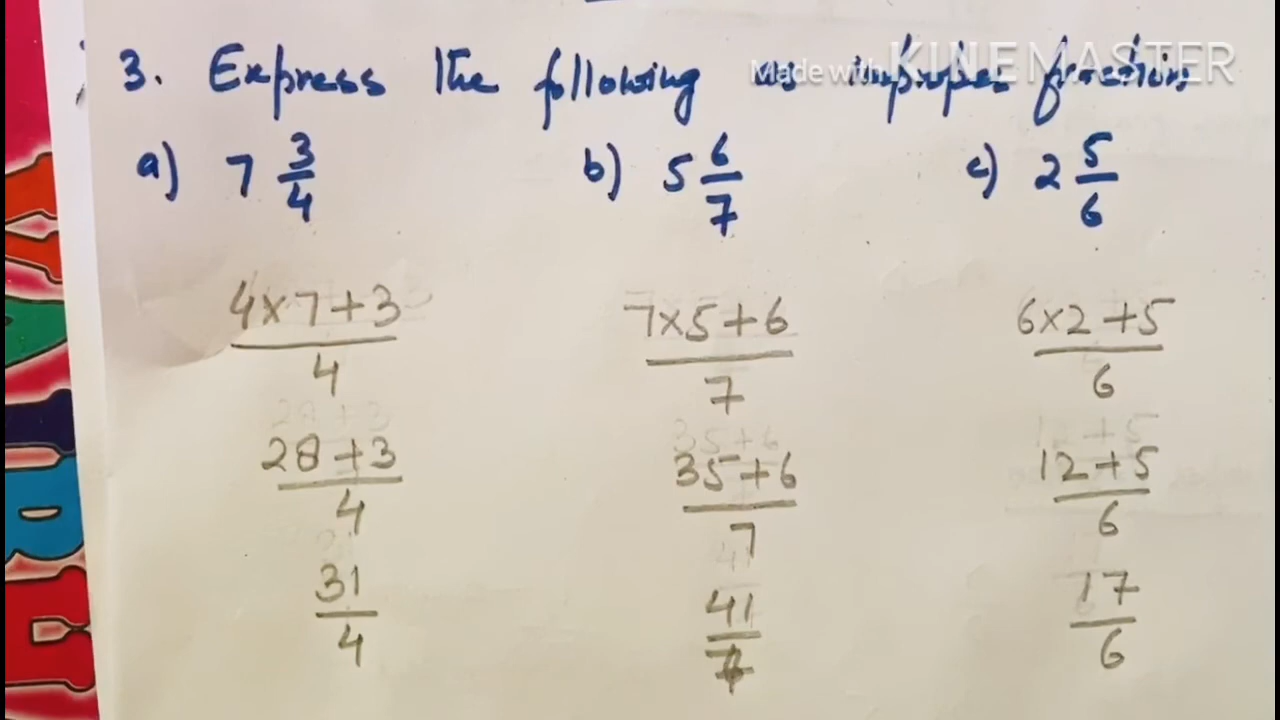 3. Express the following as improper fractions
Made with KINEMASTER
a) 7 3/4 b) 5 6/7 c) 2 5/6
4×7+3/4 7×5+6/7 6×2+5/6
28+3/4 35+6/7 12+5/6
31/4 41/7 17/6